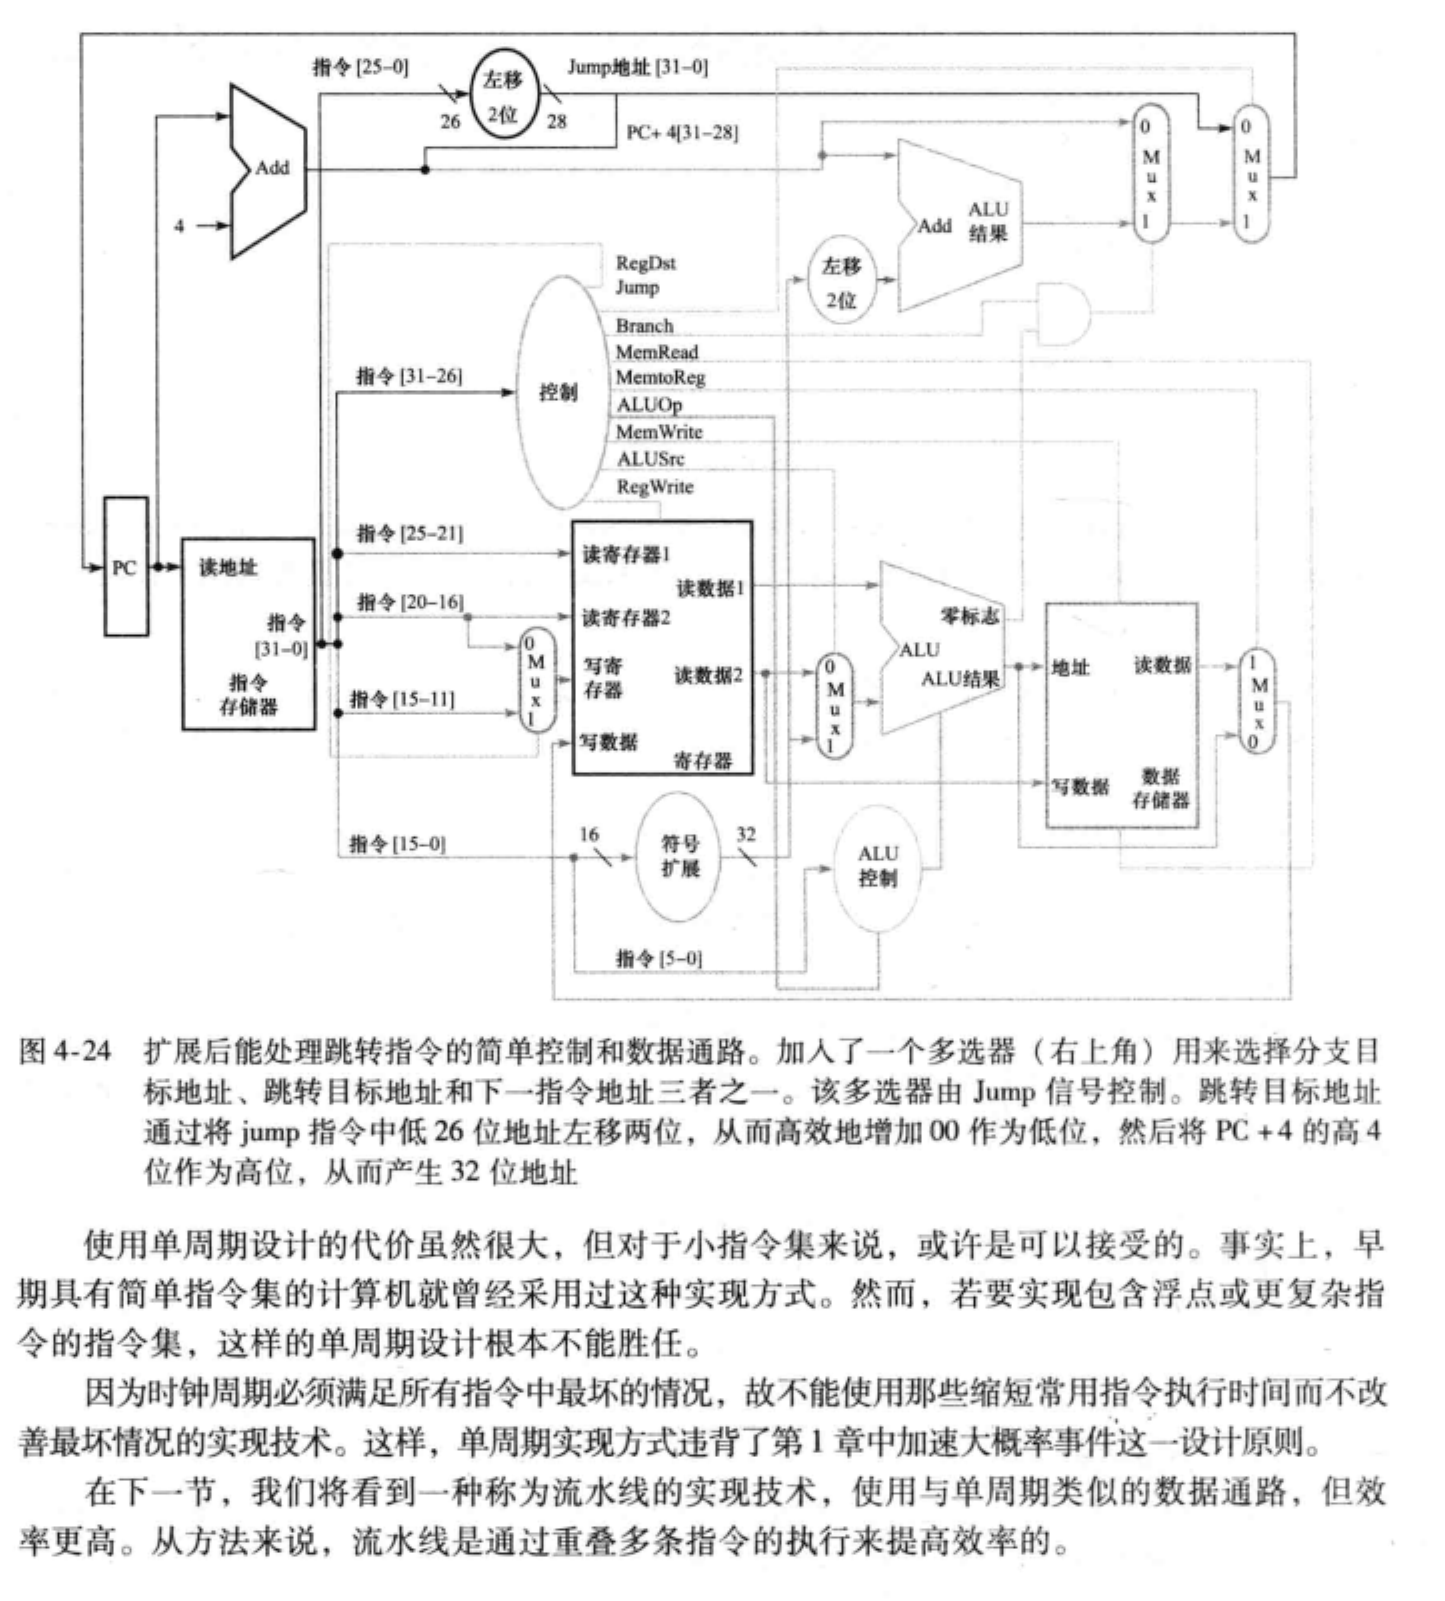 指令 [25–0]
左移
2位
Jump地址 [31–0]
26
28
PC+ 4[31–28]
Add
4
0
M
u
x
1
0
M
u
x
1
Add
ALU
结果
左移
2位
RegDst
Jump
Branch
MemRead
MemtoReg
ALUOp
MemWrite
ALUSrc
RegWrite
指令 [31–26]
控制
PC
读地址
指令
[31–0]
指令
存储器
指令 [25–21]
指令 [20–16]
指令 [15–11]
0
M
u
x
1
读寄存器1
读数据1
读寄存器2
写寄
存器
读数据2
写数据
寄存器
0
M
u
x
1
零标志
ALU
ALU结果
地址
读数据
写数据
数据
存储器
1
M
u
x
0
指令 [15–0]
16
符号
扩展
32
ALU
控制
指令 [5–0]
图 4-24 扩展后能处理跳转指令的简单控制和数据通路。加入了一个多选器（右上角）用来选择分支目
标地址、跳转目标地址和下一指令地址三者之一。该多选器由 Jump 信号控制。跳转目标地址
通过将 jump 指令中低 26 位地址左移两位，从而高效地增加 00 作为低位，然后将 PC + 4 的高 4
位作为高位，从而产生 32 位地址
使用单周期设计的代价虽然很大，但对于小指令集来说，或许是可以接受的。事实上，早
期具有简单指令集的计算机就曾经采用过这种实现方式。然而，若要实现包含浮点或更复杂指
令的指令集，这样的单周期设计根本不能胜任。
因为时钟周期必须满足所有指令中最坏的情况，故不能使用那些缩短常用指令执行时间而不改
善最坏情况的实现技术。这样，单周期实现方式违背了第 1 章中加速大概率事件这一设计原则。
在下一节，我们将看到一种称为流水线的实现技术，使用与单周期类似的数据通路，但效
率更高。从方法来说，流水线是通过重叠多条指令的执行来提高效率的。